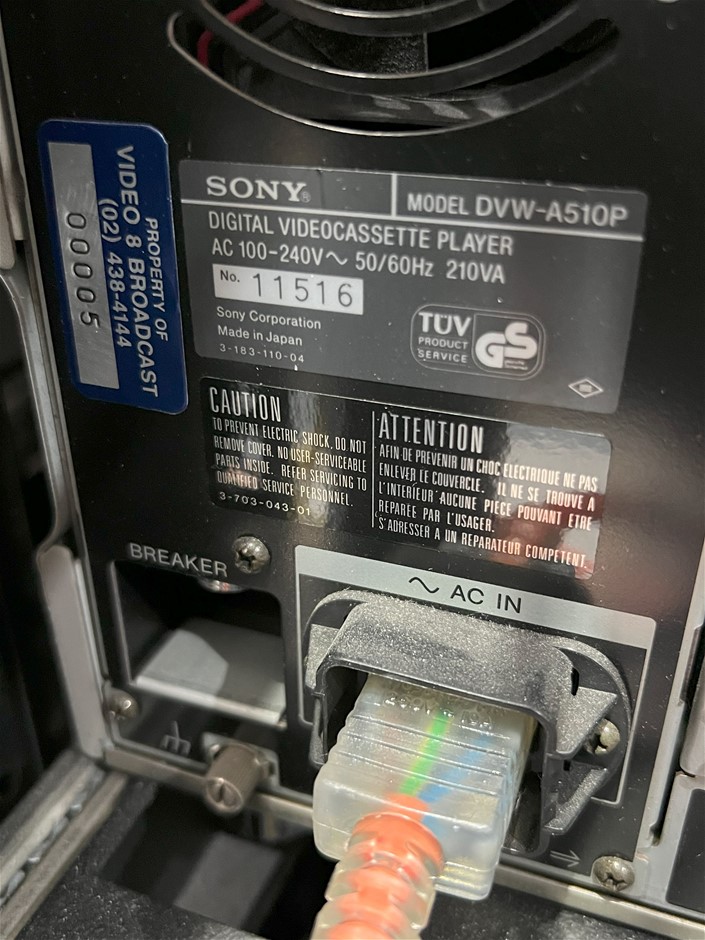 PROPERTY OF
VIDEO 8 BROADCAST
(02) 438-4144
00005
SONY®
MODEL DVW-A510P
DIGITAL VIDEOCASSETTE PLAYER
AC 100-240V～ 50/60Hz 210VA
No. 11516
Sony Corporation
Made in Japan
3-183-110-04
TÜV
PRODUCT
SERVICE
GS
CAUTION
TO PREVENT ELECTRIC SHOCK, DO NOT
REMOVE COVER. NO USER-SERVICEABLE
PARTS INSIDE. REFER SERVICING TO
QUALIFIED SERVICE PERSONNEL.
3-703-043-01
ATTENTION
AFIN DE PREVENIR UN CHOC ELECTRIQUE NE PAS
ENLEVER LE COUVERCLE. IL NE SE TROUVE A
L'INTERIEUR AUCUNE PIECE POUVANT ETRE
REPARÉE PAR L'USAGER.
S'ADRESSER A UN REPARATEUR COMPETENT.
BREAKER
～ AC IN